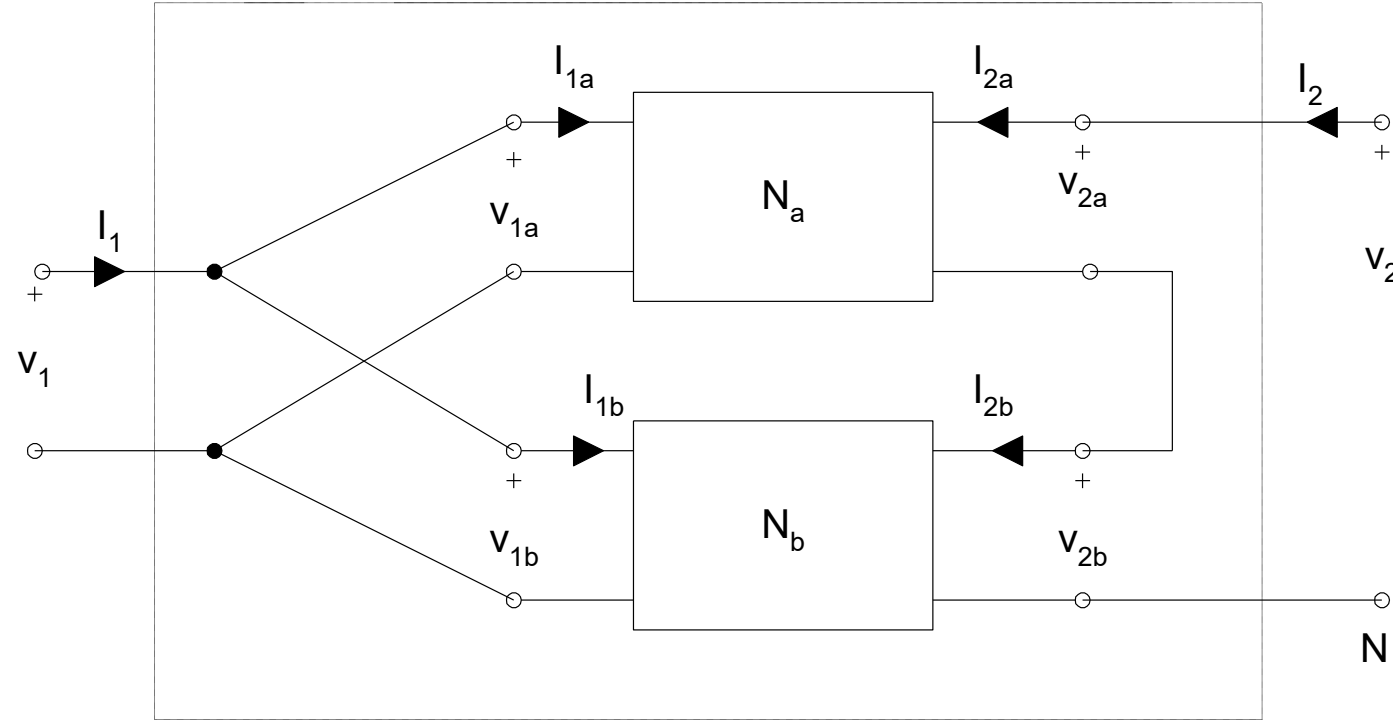 I1a
I2a
I2
+
+
+
Na
v2a
v1a
I1
v2
+
v1
I1b
I2b
+
+
Nb
v1b
v2b
N